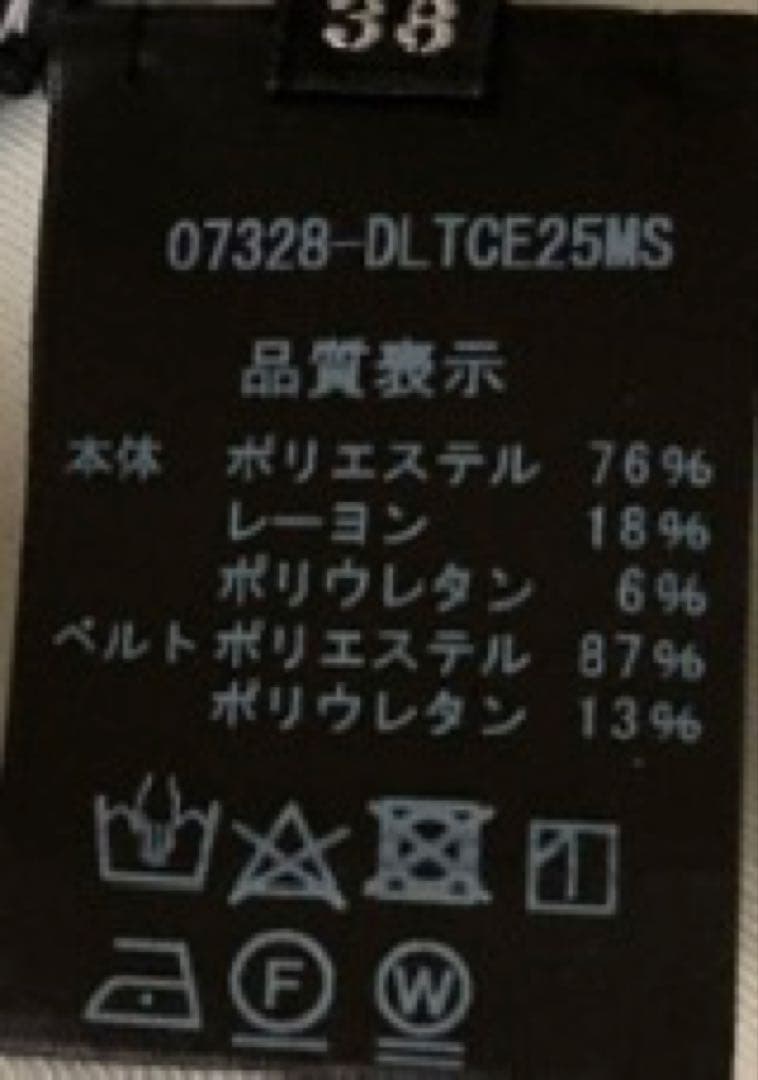 38
07328-DLTCE25MS
品質表示
本体 ポリエステル 76%
レーヨン 18%
ポリウレタン 6%
ベルト ポリエステル 87%
ポリウレタン 13%
F W